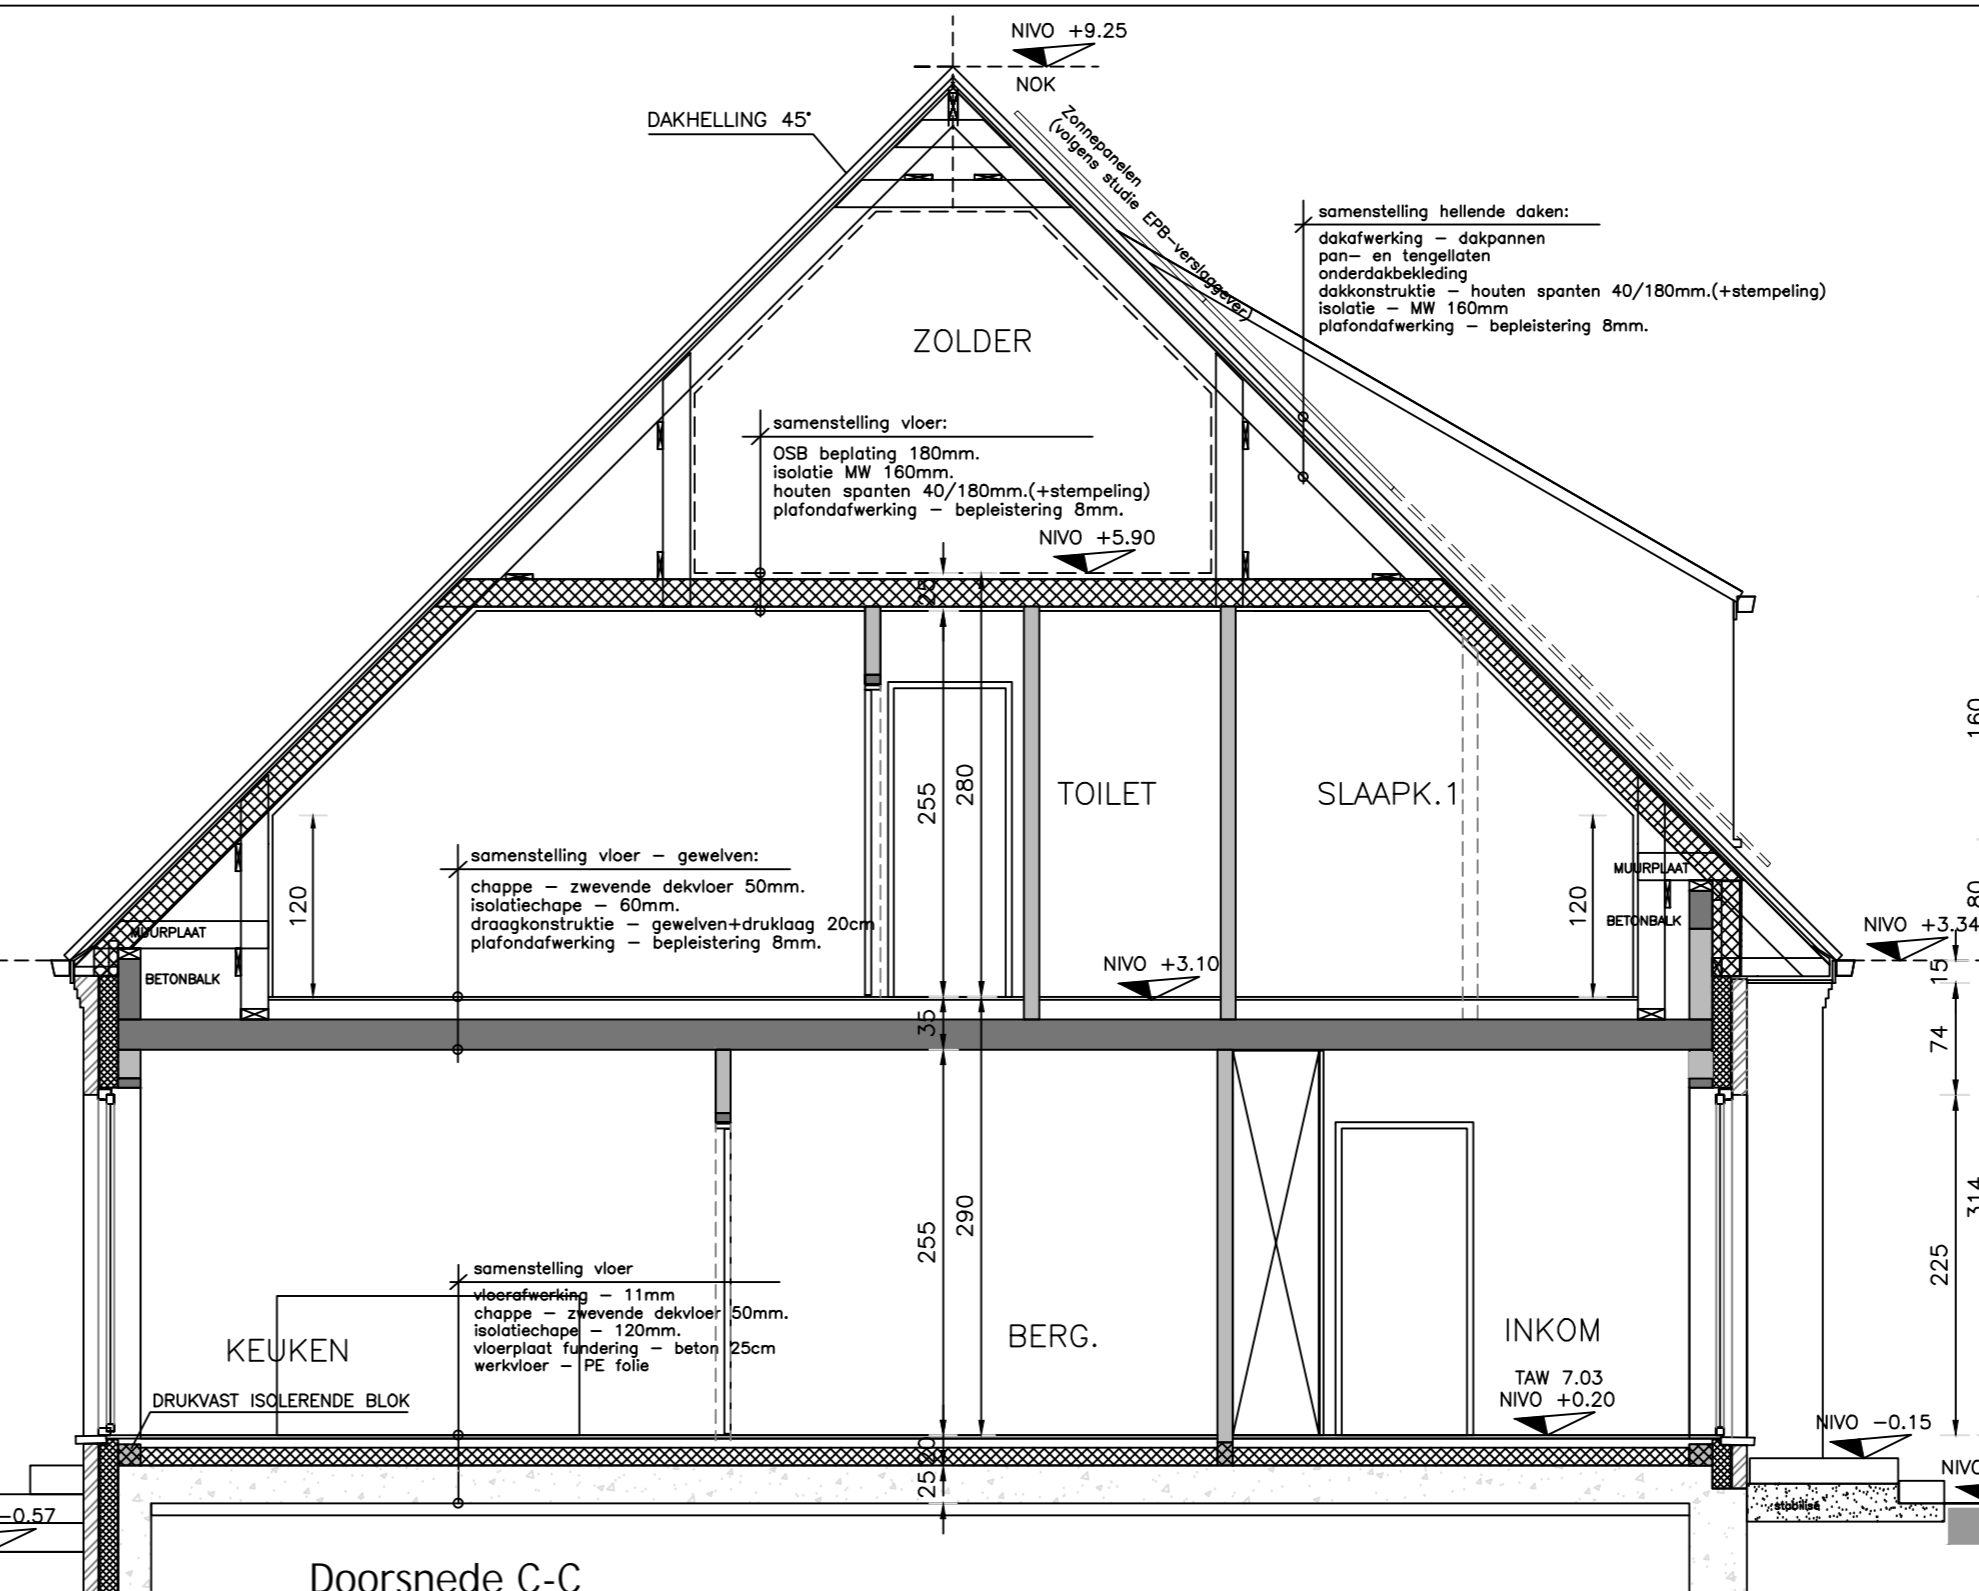 NIVO +9.25
NOK
DAKHELLING 45°
Zonnepanelen
(volgens studie EPB-verslaggever)
samenstelling hellende daken:
dakafwerking – dakpannen
pan– en tengellaten
onderdakbekleding
dakkonstruktie – houten spanten 40/180mm.(+stempeling)
isolatie – MW 160mm
plafondafwerking – bepleistering 8mm.
ZOLDER
samenstelling vloer:
OSB beplating 180mm.
isolatie MW 160mm.
houten spanten 40/180mm.(+stempeling)
plafondafwerking – bepleistering 8mm.
NIVO +5.90
25
255
280
TOILET
SLAAPK.1
160
80
120
120
samenstelling vloer – gewelven:
chappe – zwevende dekvloer 50mm.
isolatiechape – 60mm.
draagkonstruktie – gewelven+druklaag 20cm
plafondafwerking – bepleistering 8mm.
MUURPLAAT
BETONBALK
MUURPLAAT
BETONBALK
NIVO +3.34
NIVO +3.10
15
35
74
255
290
314
225
samenstelling vloer
vloerafwerking – 11mm
chappe – zwevende dekvloer 50mm.
isolatiechape – 120mm.
vloerplaat fundering – beton 25cm
werkvloer – PE folie
KEUKEN
BERG.
INKOM
TAW 7.03
NIVO +0.20
DRUKVAST ISOLERENDE BLOK
NIVO -0.15
20
25
NIVO
-0.57
stabilisé
Doorsnede C-C